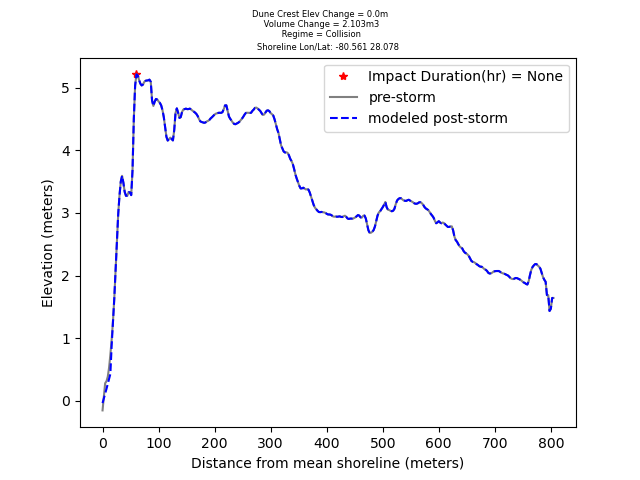 Dune Crest Elev Change = 0.0m
Volume Change = 2.103m3
Regime = Collision
Shoreline Lon/Lat: -80.561 28.078
Impact Duration(hr) = None
pre-storm
modeled post-storm
5
4
3
2
1
0
Elevation (meters)
0 100 200 300 400 500 600 700 800
Distance from mean shoreline (meters)